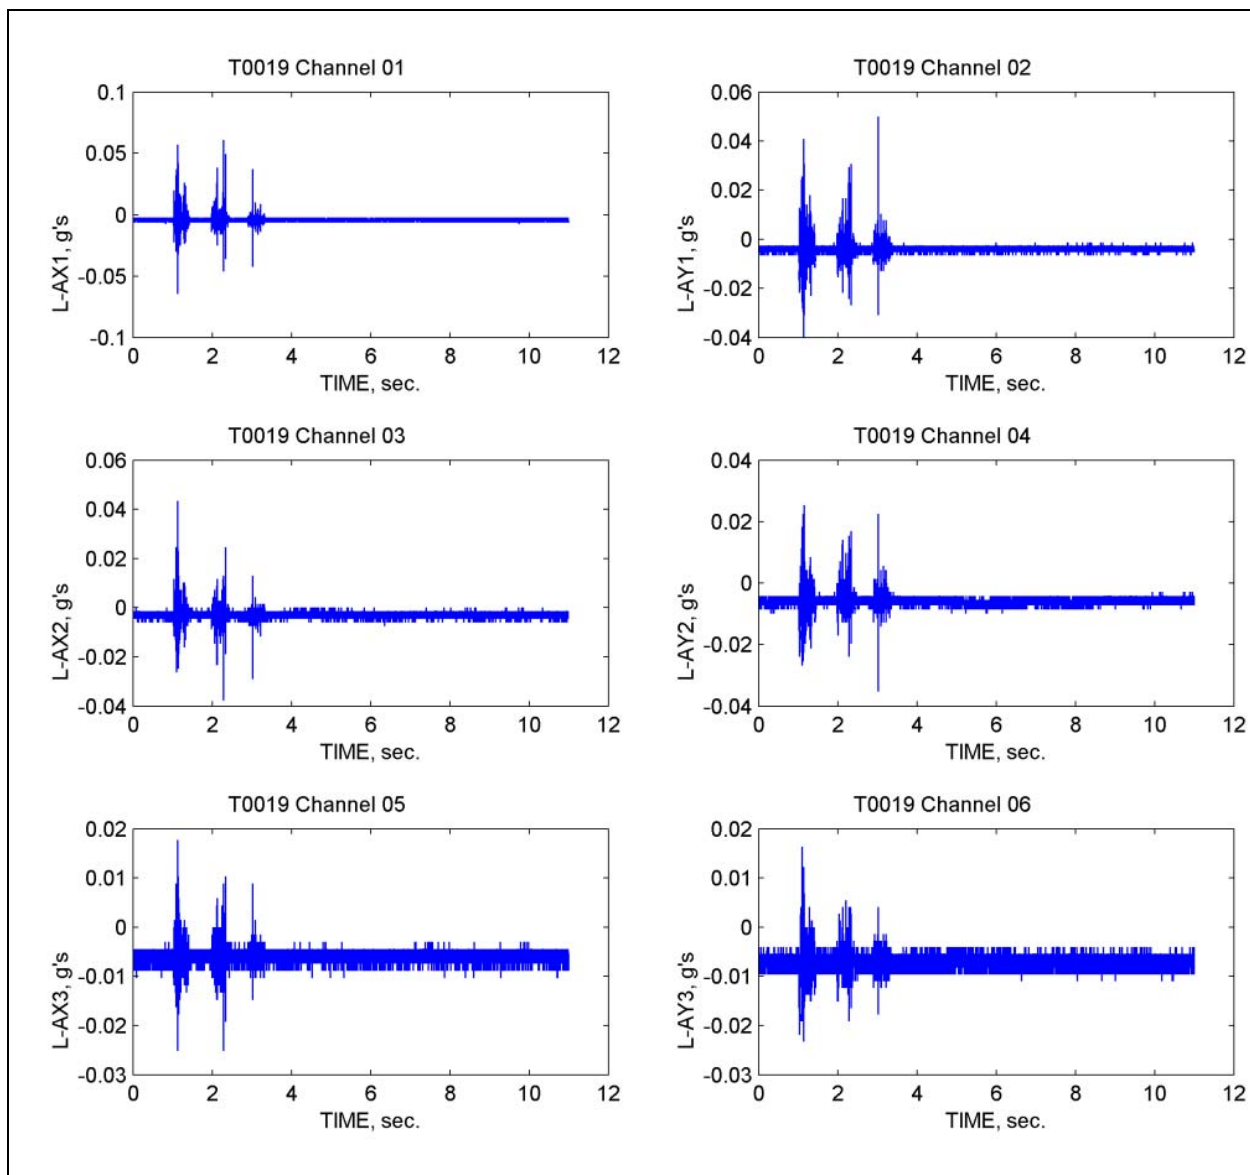 T0019 Channel 01
L-AX1, g's
0.1
0.05
0
-0.05
-0.1
0 2 4 6 8 10 12
TIME, sec.
T0019 Channel 02
L-AY1, g's
0.06
0.04
0.02
0
-0.02
-0.04
0 2 4 6 8 10 12
TIME, sec.
T0019 Channel 03
L-AX2, g's
0.06
0.04
0.02
0
-0.02
-0.04
0 2 4 6 8 10 12
TIME, sec.
T0019 Channel 04
L-AY2, g's
0.04
0.02
0
-0.02
-0.04
0 2 4 6 8 10 12
TIME, sec.
T0019 Channel 05
L-AX3, g's
0.02
0.01
0
-0.01
-0.02
-0.03
0 2 4 6 8 10 12
TIME, sec.
T0019 Channel 06
L-AY3, g's
0.02
0.01
0
-0.01
-0.02
-0.03
0 2 4 6 8 10 12
TIME, sec.